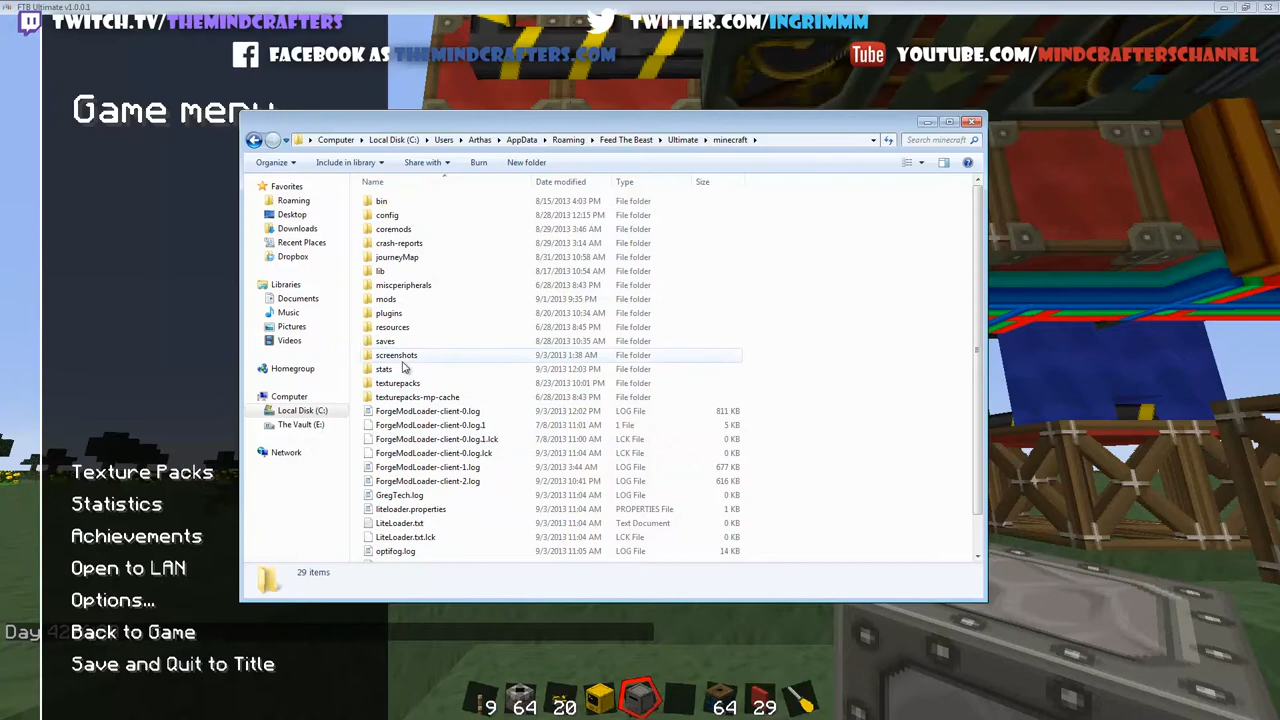 FTB Ultimate v1.0.0.1
TWITCH.TV/THEMINDCRAFTERS
TWITTER.COM/INGRIMMM
FACEBOOK AS THEMINDCRAFTERS.COM
YouTube YOUTUBE.COM/MINDCRAFTERSCHANNEL
Game menu
Computer Local Disk (C:) Users Arthas AppData Roaming Feed The Beast Ultimate minecraft
Search minecraft
Organize Include in library Share with Burn New folder
Name Date modified Type Size
Favorites
Roaming
Desktop
Downloads
Recent Places
Dropbox
Libraries
Documents
Music
Pictures
Videos
Homegroup
Computer
Local Disk (C:)
The Vault (E:)
Network
bin 8/15/2013 4:03 PM File folder
config 8/28/2013 12:15 PM File folder
coremods 8/29/2013 3:46 AM File folder
crash-reports 8/29/2013 3:14 AM File folder
journeyMap 8/31/2013 10:58 AM File folder
lib 8/17/2013 10:54 AM File folder
miscperipherals 6/28/2013 8:43 PM File folder
mods 9/1/2013 9:35 PM File folder
plugins 8/20/2013 10:34 AM File folder
resources 6/28/2013 8:45 PM File folder
saves 8/28/2013 10:35 AM File folder
screenshots 9/3/2013 1:38 AM File folder
stats 9/3/2013 12:03 PM File folder
texturepacks 8/23/2013 10:01 PM File folder
texturepacks-mp-cache 6/28/2013 8:43 PM File folder
ForgeModLoader-client-0.log 9/3/2013 12:02 PM LOG File 811 KB
ForgeModLoader-client-0.log.1 7/8/2013 11:01 AM 1 File 5 KB
ForgeModLoader-client-0.log.1.lck 7/8/2013 11:00 AM LCK File 0 KB
ForgeModLoader-client-0.log.lck 9/3/2013 11:04 AM LCK File 0 KB
ForgeModLoader-client-1.log 9/3/2013 3:44 AM LOG File 677 KB
ForgeModLoader-client-2.log 9/2/2013 10:41 PM LOG File 616 KB
GregTech.log 9/3/2013 11:04 AM LOG File 0 KB
liteloader.properties 9/3/2013 11:04 AM PROPERTIES File 1 KB
LiteLoader.txt 9/3/2013 11:04 AM Text Document 0 KB
LiteLoader.txt.lck 9/3/2013 11:04 AM LCK File 0 KB
optifog.log 9/3/2013 11:05 AM LOG File 14 KB
29 items
Texture Packs
Statistics
Achievements
Open to LAN
Options...
Back to Game
Day 42
Save and Quit to Title
9 64 20 64 29